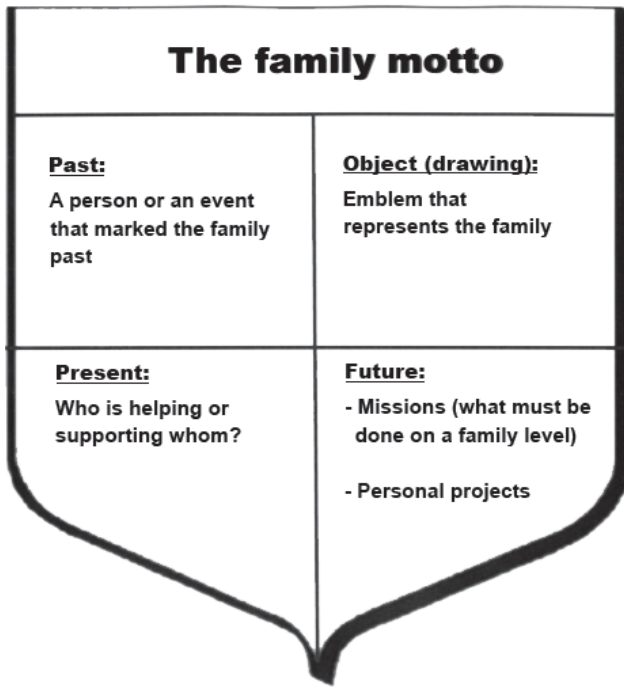 The family motto
Past:
A person or an event
that marked the family
past
Object (drawing):
Emblem that
represents the family
Present:
Who is helping or
supporting whom?
Future:
- Missions (what must be
done on a family level)
- Personal projects